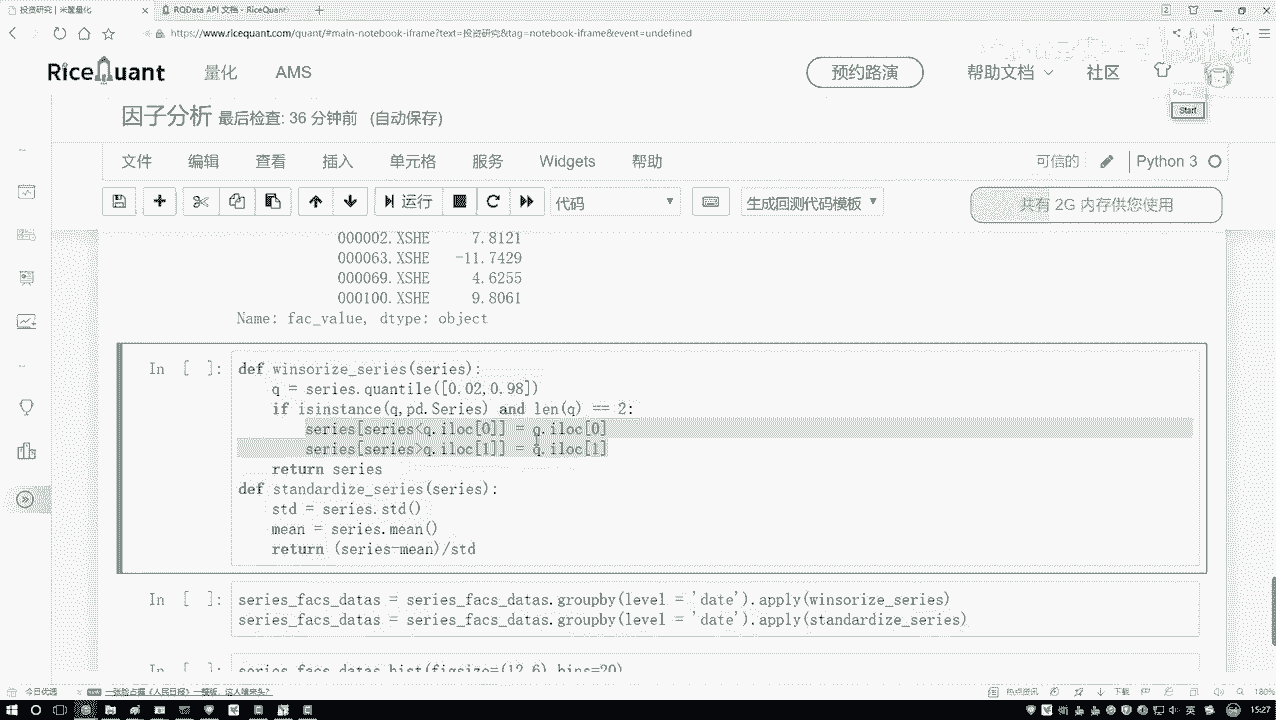 投资研究 | 米筐量化
RQData API 文档 - RiceQuant
https://www.ricequant.com/quant/#main-notebook-iframe?text=投资研究&tag=notebook-iframe&event=undefined
RiceQuant 量化 AMS 预约路演 帮助文档 社区
Start
因子分析 最后检查: 36 分钟前 (自动保存)
文件 编辑 查看 插入 单元格 服务 Widgets 帮助 可信的 Python 3
运行 代码 生成回测代码模板 共有 2G 内存供您使用
000002.XSHE 7.8121
000063.XSHE -11.7429
000069.XSHE 4.6255
000100.XSHE 9.8061
Name: fac_value, dtype: object
In [ ]: def winsorize_series(series):
q = series.quantile([0.02,0.98])
if isinstance(q,pd.Series) and len(q) == 2:
series[series<q.iloc[0]] = q.iloc[0]
series[series>q.iloc[1]] = q.iloc[1]
return series
def standardize_series(series):
std = series.std()
mean = series.mean()
return (series-mean)/std
In [ ]: series_facs_datas = series_facs_datas.groupby(level = 'date').apply(winsorize_series)
series_facs_datas = series_facs_datas.groupby(level = 'date').apply(standardize_series)
In [ ]: series_facs_datas.hist(figsize=(12,6),bins=20)
今日优选 热点资讯 下载 180%
英 15:27